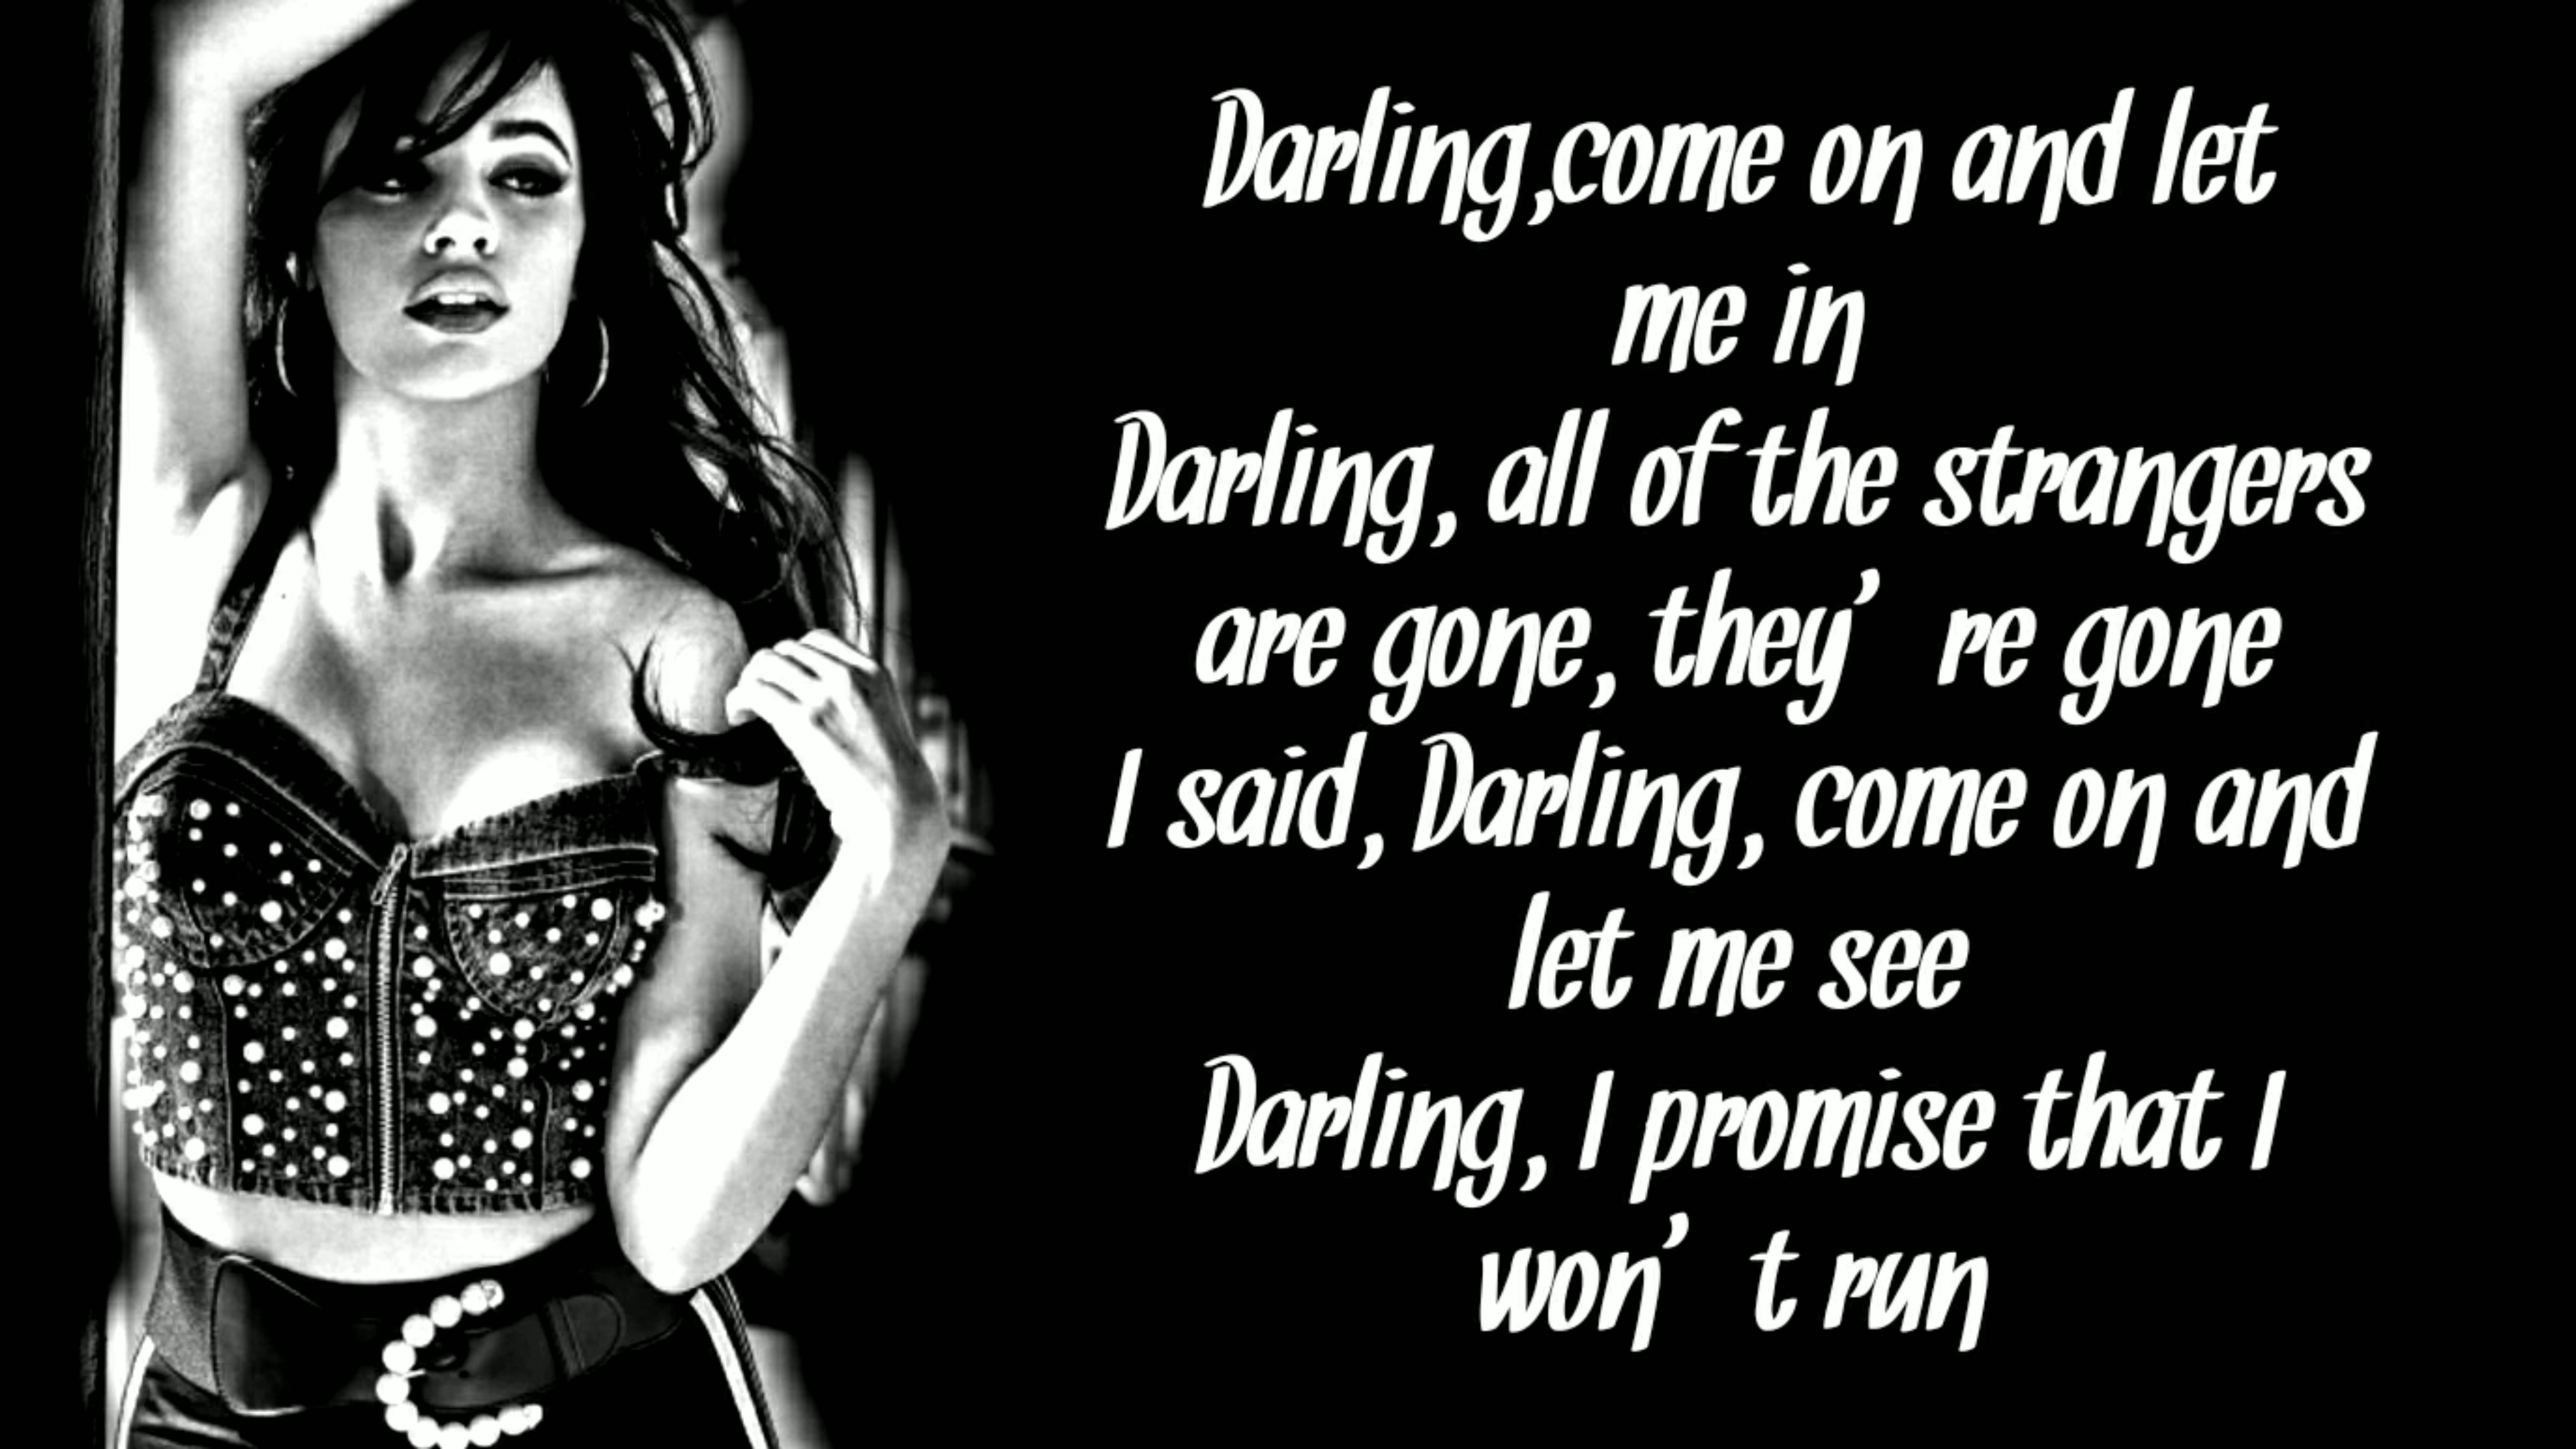 Darling,come on and let
me in
Darling, all of the strangers
are gone, they’ re gone
I said, Darling, come on and
let me see
Darling, I promise that I
won’ t run